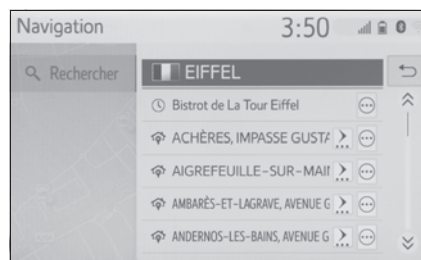 Navigation 3:50
Rechercher
EIFFEL
Bistrot de La Tour Eiffel
ACHÈRES, IMPASSE GUSTA
AIGREFEUILLE-SUR-MAI
AMBARÈS-ET-LAGRAVE, AVENUE G
ANDERNOS-LES-BAINS, AVENUE G